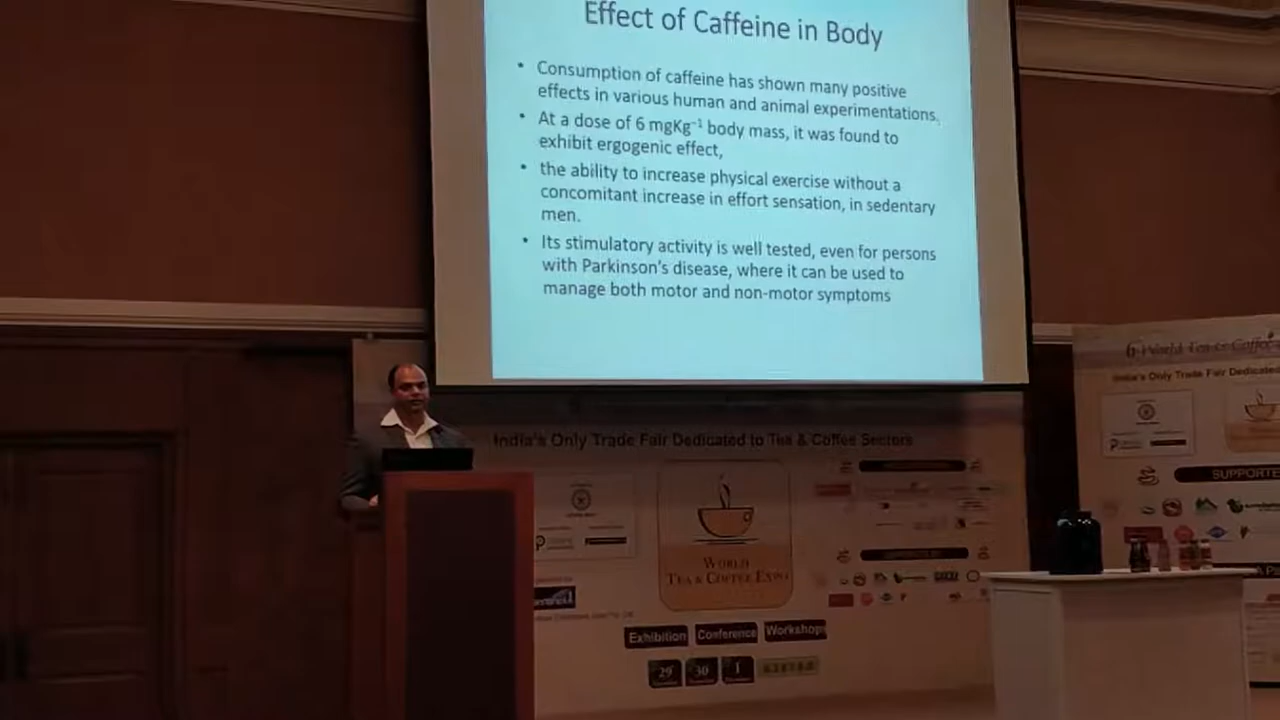 Effect of Caffeine in Body
• Consumption of caffeine has shown many positive
effects in various human and animal experimentations.
• At a dose of 6 mgKg⁻¹ body mass, it was found to
exhibit ergogenic effect,
• the ability to increase physical exercise without a
concomitant increase in effort sensation, in sedentary
men.
• Its stimulatory activity is well tested, even for persons
with Parkinson's disease, where it can be used to
manage both motor and non-motor symptoms
India's Only Trade Fair Dedicated to Tea & Coffee Sectors
WORLD
TEA & COFFEE EXPO
Exhibition Conference Workshops
29 30 1
World Tea & Coffee
India's Only Trade Fair Dedicated
SUPPORTE